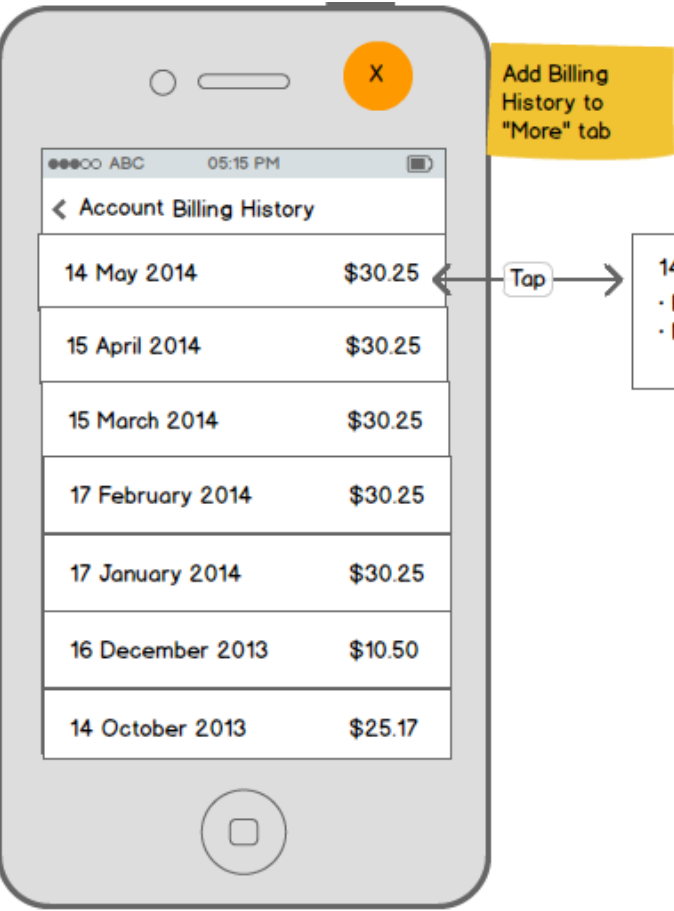 X
Add Billing
History to
"More" tab
ABC 05:15 PM
Account Billing History
14 May 2014 $30.25
Tap
15 April 2014 $30.25
15 March 2014 $30.25
17 February 2014 $30.25
17 January 2014 $30.25
16 December 2013 $10.50
14 October 2013 $25.17